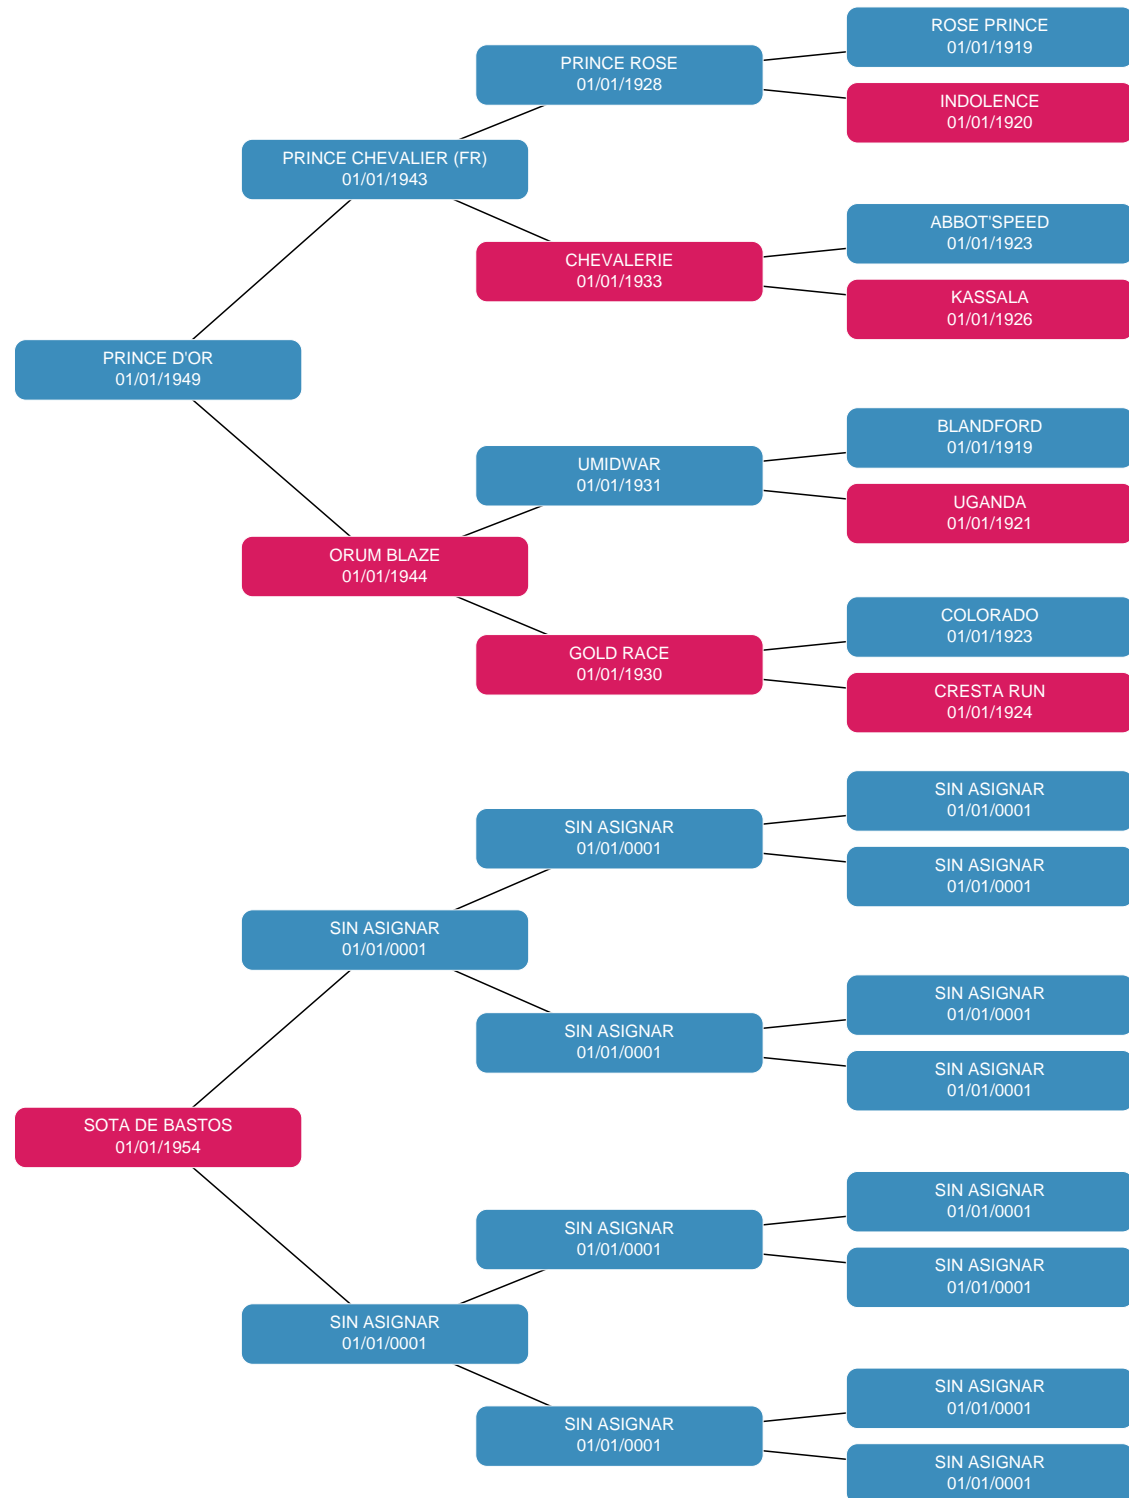 ROSE PRINCE
01/01/1919
PRINCE ROSE
01/01/1928
INDOLENCE
01/01/1920
PRINCE CHEVALIER (FR)
01/01/1943
ABBOT'SPEED
01/01/1923
CHEVALERIE
01/01/1933
KASSALA
01/01/1926
PRINCE D'OR
01/01/1949
BLANDFORD
01/01/1919
UMIDWAR
01/01/1931
UGANDA
01/01/1921
ORUM BLAZE
01/01/1944
COLORADO
01/01/1923
GOLD RACE
01/01/1930
CRESTA RUN
01/01/1924
SIN ASIGNAR
01/01/0001
SIN ASIGNAR
01/01/0001
SIN ASIGNAR
01/01/0001
SIN ASIGNAR
01/01/0001
SIN ASIGNAR
01/01/0001
SIN ASIGNAR
01/01/0001
SIN ASIGNAR
01/01/0001
SOTA DE BASTOS
01/01/1954
SIN ASIGNAR
01/01/0001
SIN ASIGNAR
01/01/0001
SIN ASIGNAR
01/01/0001
SIN ASIGNAR
01/01/0001
SIN ASIGNAR
01/01/0001
SIN ASIGNAR
01/01/0001
SIN ASIGNAR
01/01/0001